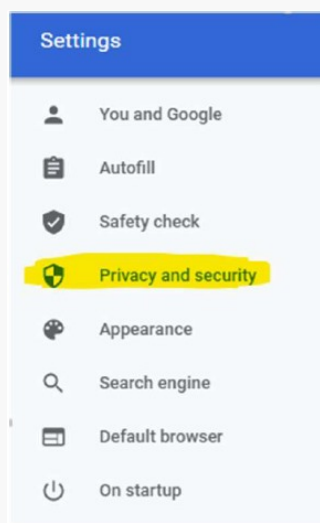 Settings
You and Google
Autofill
Safety check
Privacy and security
Appearance
Search engine
Default browser
On startup